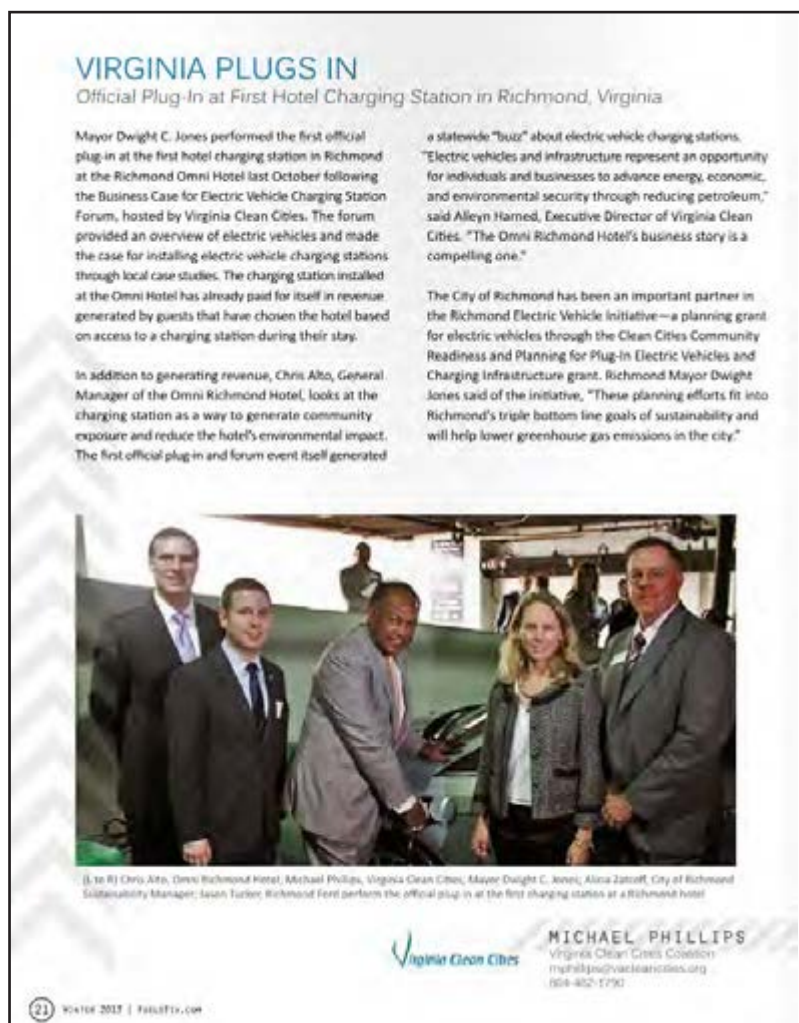 VIRGINIA PLUGS IN
Official Plug-In at First Hotel Charging Station in Richmond, Virginia
Mayor Dwight C. Jones performed the first official
plug-in at the first hotel charging station in Richmond
at the Richmond Omni Hotel last October following
the Business Case for Electric Vehicle Charging Station
Forum, hosted by Virginia Clean Cities. The forum
provided an overview of electric vehicles and made
the case for installing electric vehicle charging stations
through local case studies. The charging station installed
at the Omni Hotel has already paid for itself in revenue
generated by guests that have chosen the hotel based
on access to a charging station during their stay.
In addition to generating revenue, Chris Alto, General
Manager of the Omni Richmond Hotel, looks at the
charging station as a way to generate community
exposure and reduce the hotel's environmental impact.
The first official plug-in and forum event itself generated
a statewide "buzz" about electric vehicle charging stations.
"Electric vehicles and infrastructure represent an opportunity
for individuals and businesses to advance energy, economic,
and environmental security through reducing petroleum,"
said Alleyn Harned, Executive Director of Virginia Clean
Cities. "The Omni Richmond Hotel's business story is a
compelling one."
The City of Richmond has been an important partner in
the Richmond Electric Vehicle Initiative—a planning grant
for electric vehicles through the Clean Cities Community
Readiness and Planning for Plug-In Electric Vehicles and
Charging Infrastructure grant. Richmond Mayor Dwight
Jones said of the initiative, "These planning efforts fit into
Richmond's triple bottom line goals of sustainability and
will help lower greenhouse gas emissions in the city."
(L to R) Chris Alto, Omni Richmond Hotel; Michael Phillips, Virginia Clean Cities; Mayor Dwight C. Jones; Alicia Zatcoff, City of Richmond
Sustainability Manager; Jason Tucker, Richmond Ford perform the official plug in at the first charging station at a Richmond hotel
Virginia Clean Cities
MICHAEL PHILLIPS
Virginia Clean Cities Coalition
mphillips@vacleancities.org
21 WINTER 2013 | FUELSFIX.COM